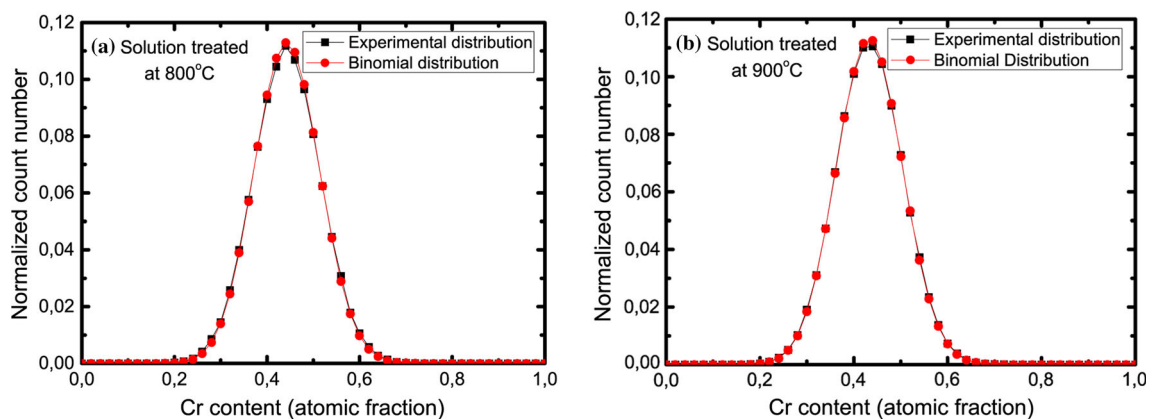 (a) Solution treated
at 800°C
Experimental distribution
Binomial distribution
Normalized count number
0,12
0,10
0,08
0,06
0,04
0,02
0,00
0,0 0,2 0,4 0,6 0,8 1,0
Cr content (atomic fraction)
(b) Solution treated
at 900°C
Experimental distribution
Binomial Distribution
Normalized count number
0,12
0,10
0,08
0,06
0,04
0,02
0,00
0,0 0,2 0,4 0,6 0,8 1,0
Cr content (atomic fraction)